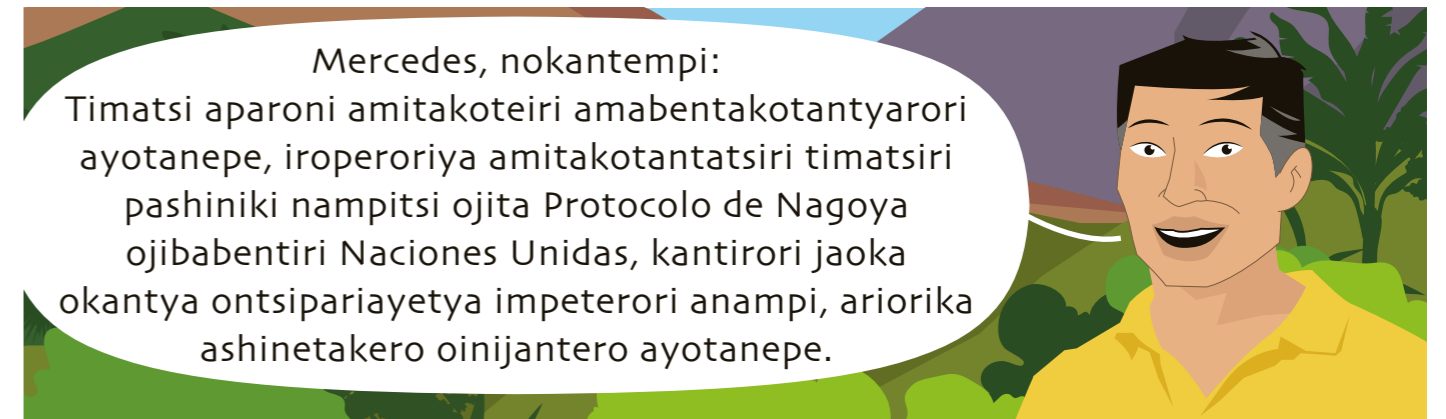 Mercedes, nokantempi:
Timatsi aparoni amitakoteiri amabentakotantyarori
ayotanepe, iroperoriya amitakotantatsiri timatsiri
pashiniki nampitsi ojita Protocolo de Nagoya
ojibabentiri Naciones Unidas, kantirori jaoka
okantya ontsipariayetya impeterori anampi, ariorika
ashinetakero oinijantero ayotanepe.